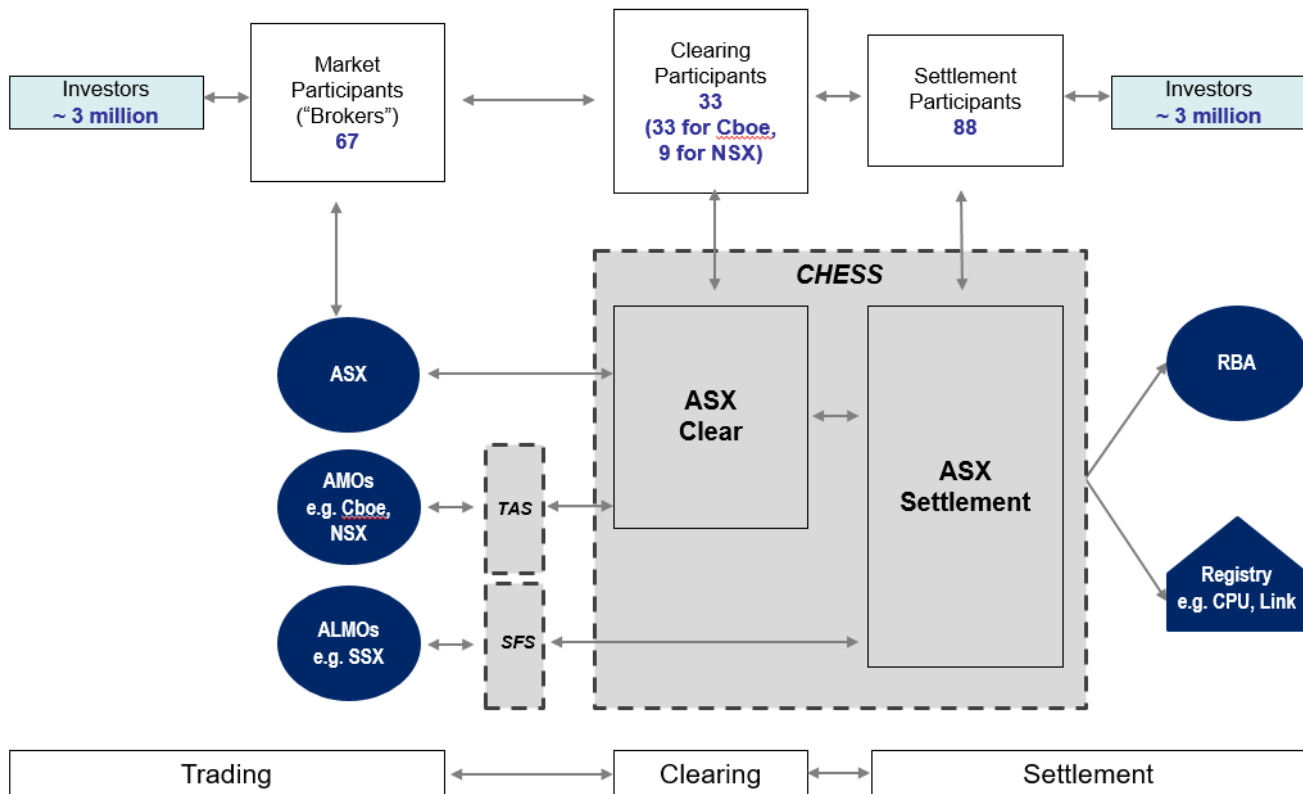 Investors
~ 3 million
Market
Participants
(“Brokers”)
67
Clearing
Participants
33
(33 for Cboe,
9 for NSX)
Settlement
Participants
88
Investors
~ 3 million
CHESS
ASX
ASX
Clear
ASX
Settlement
RBA
AMOs
e.g. Cboe,
NSX
TAS
Registry
e.g. CPU, Link
ALMOs
e.g. SSX
SFS
Trading
Clearing
Settlement